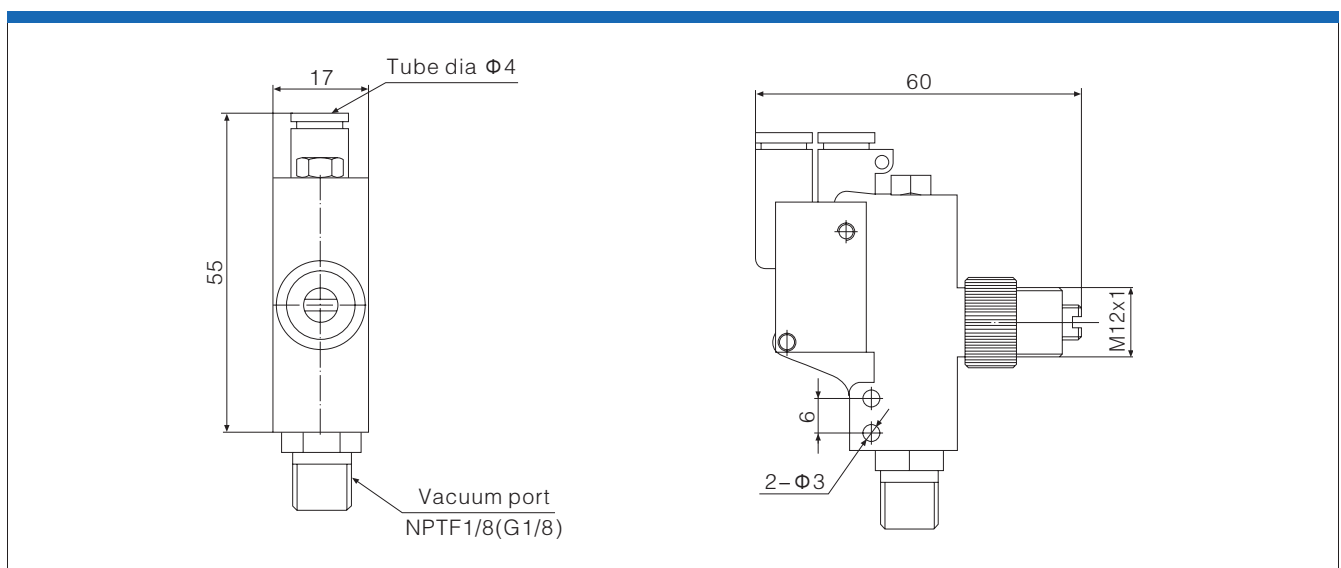 17
Tube dia Φ4
55
Vacuum port
NPTF1/8(G1/8)
60
M12x1
6
2-Φ3